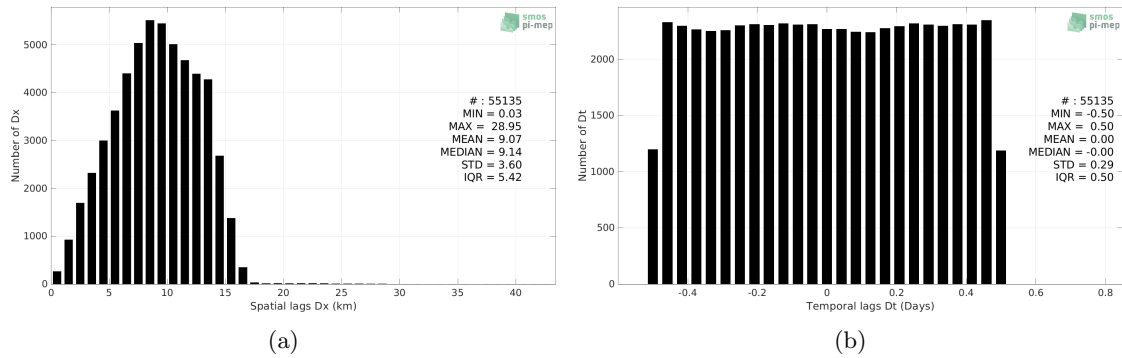 smos
pi-mep
5000
4000
3000
2000
1000
0
Number of Dx
# : 55135
MIN = 0.03
MAX = 28.95
MEAN = 9.07
MEDIAN = 9.14
STD = 3.60
IQR = 5.42
0 5 10 15 20 25 30 35 40
Spatial lags Dx (km)
(a)
smos
pi-mep
2000
1500
1000
500
0
Number of Dt
# : 55135
MIN = -0.50
MAX = 0.50
MEAN = 0.00
MEDIAN = -0.00
STD = 0.29
IQR = 0.50
-0.4 -0.2 0 0.2 0.4 0.6 0.8
Temporal lags Dt (Days)
(b)